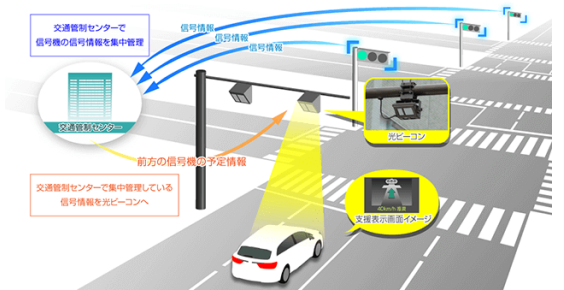 交通管制センターで
信号機の信号情報を集中管理
信号情報
信号情報
信号情報
交通管制センター
光ビーコン
前方の信号機の予定情報
交通管制センターで集中管理している
信号情報を光ビーコンへ
支援表示画面イメージ